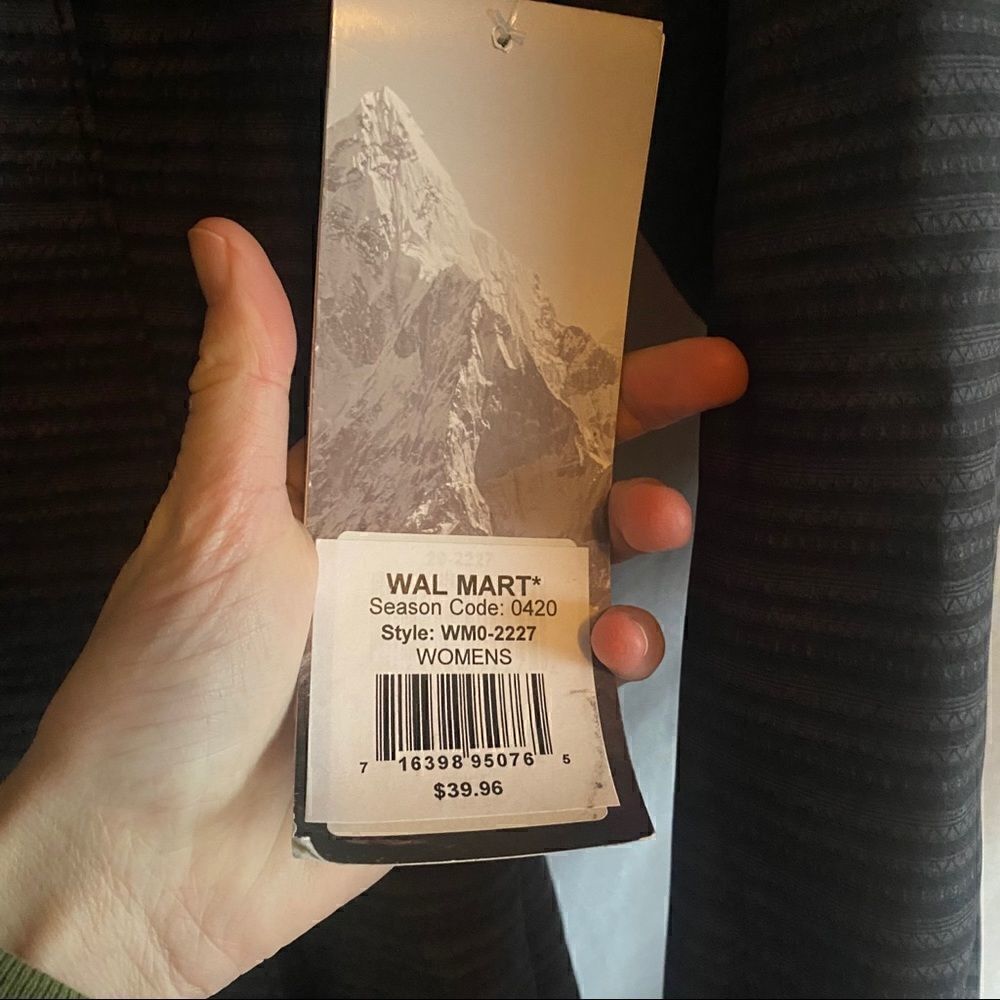 WAL MART*
Season Code: 0420
Style: WM0-2227
WOMENS
7 16398 95076 5
$39.96